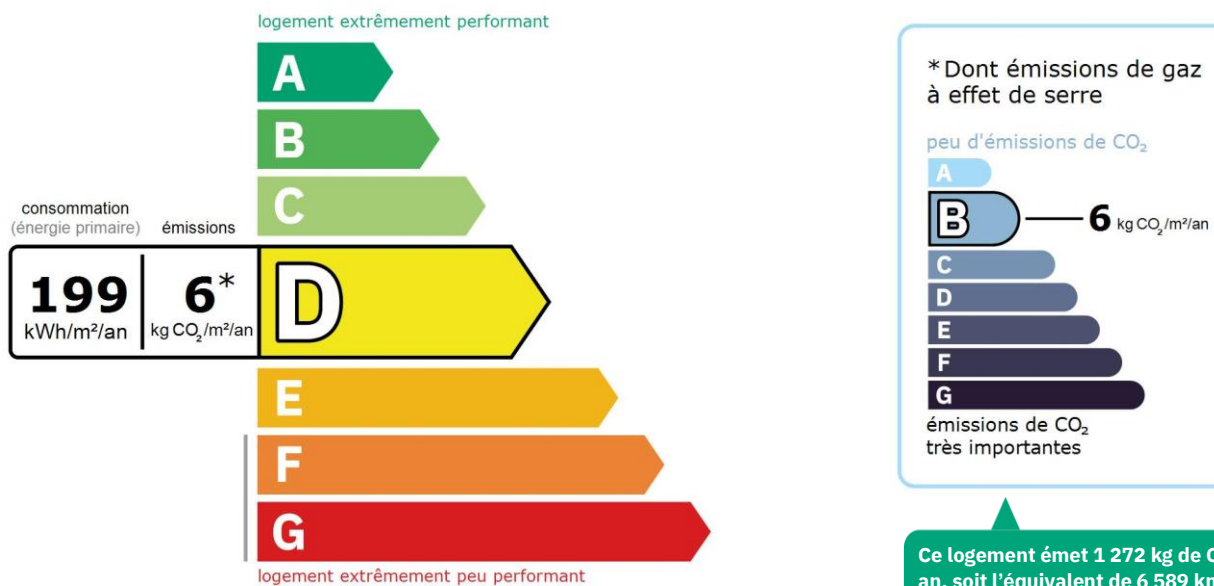 logement extrêmement performant
A
B
C
consommation
(énergie primaire)
émissions
199
kWh/m²/an
6*
kg CO₂/m²/an
D
E
F
G
logement extrêmement peu performant
*Dont émissions de gaz
à effet de serre
peu d'émissions de CO₂
A
B
6 kg CO₂/m²/an
C
D
E
F
G
émissions de CO₂
très importantes
Ce logement émet 1 272 kg de
an, soit l’équivalent de 6 589